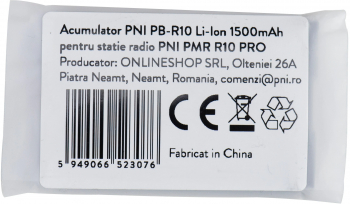 Acumulator PNI PB-R10 Li-Ion 1500mAh
pentru statie radio PNI PMR R10 PRO
Producator: ONLINESHOP SRL, Olteniei 26A
Piatra Neamt, Neamt, Romania, comenzi@pni.ro
CE
5 949066 523076
Fabricat in China